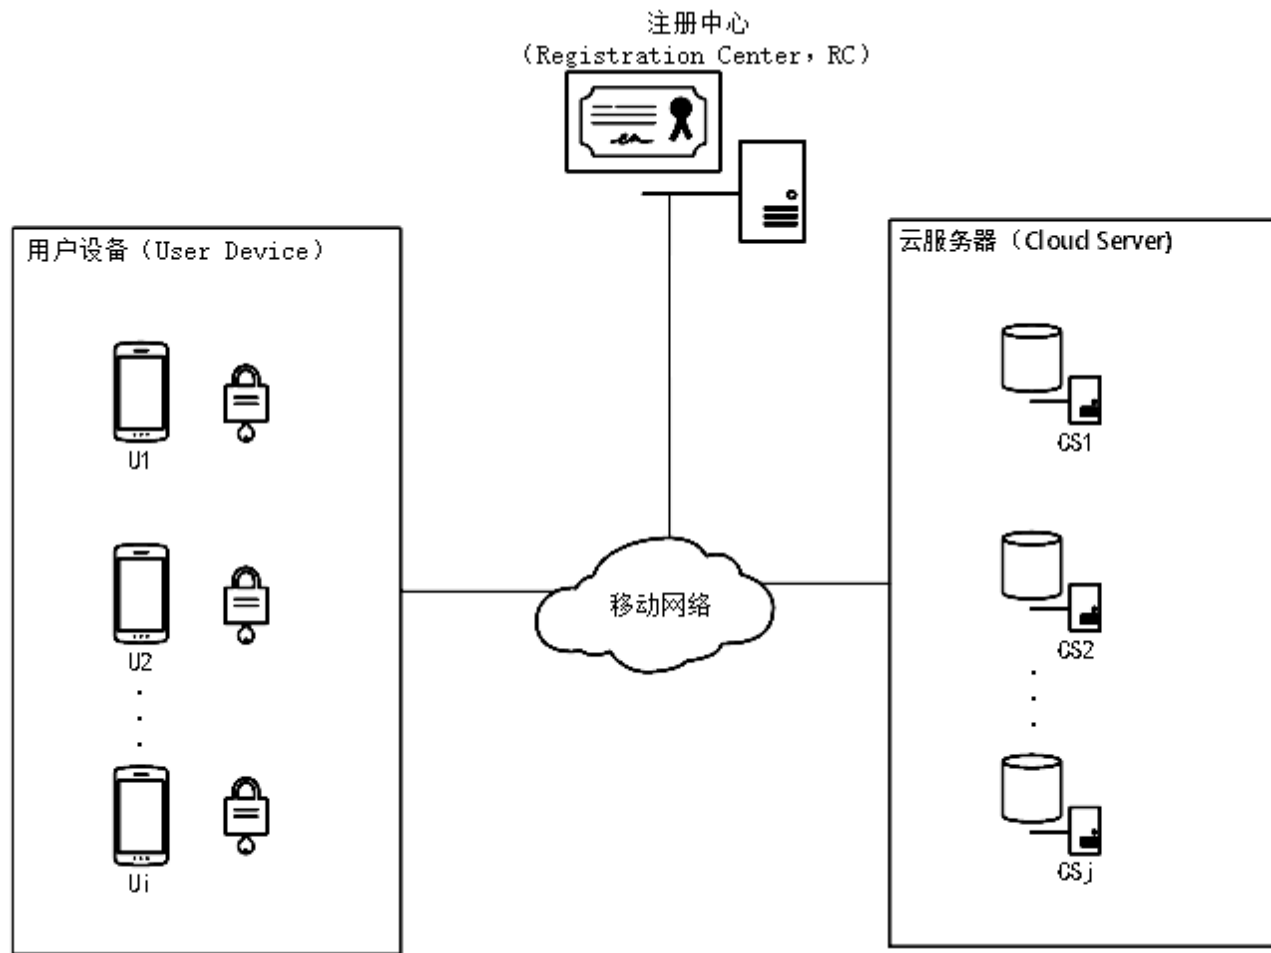 注册中心
（Registration Center，RC）
用户设备（User Device）
U1
U2
Ui
移动网络
云服务器（Cloud Server)
CS1
CS2
CSj